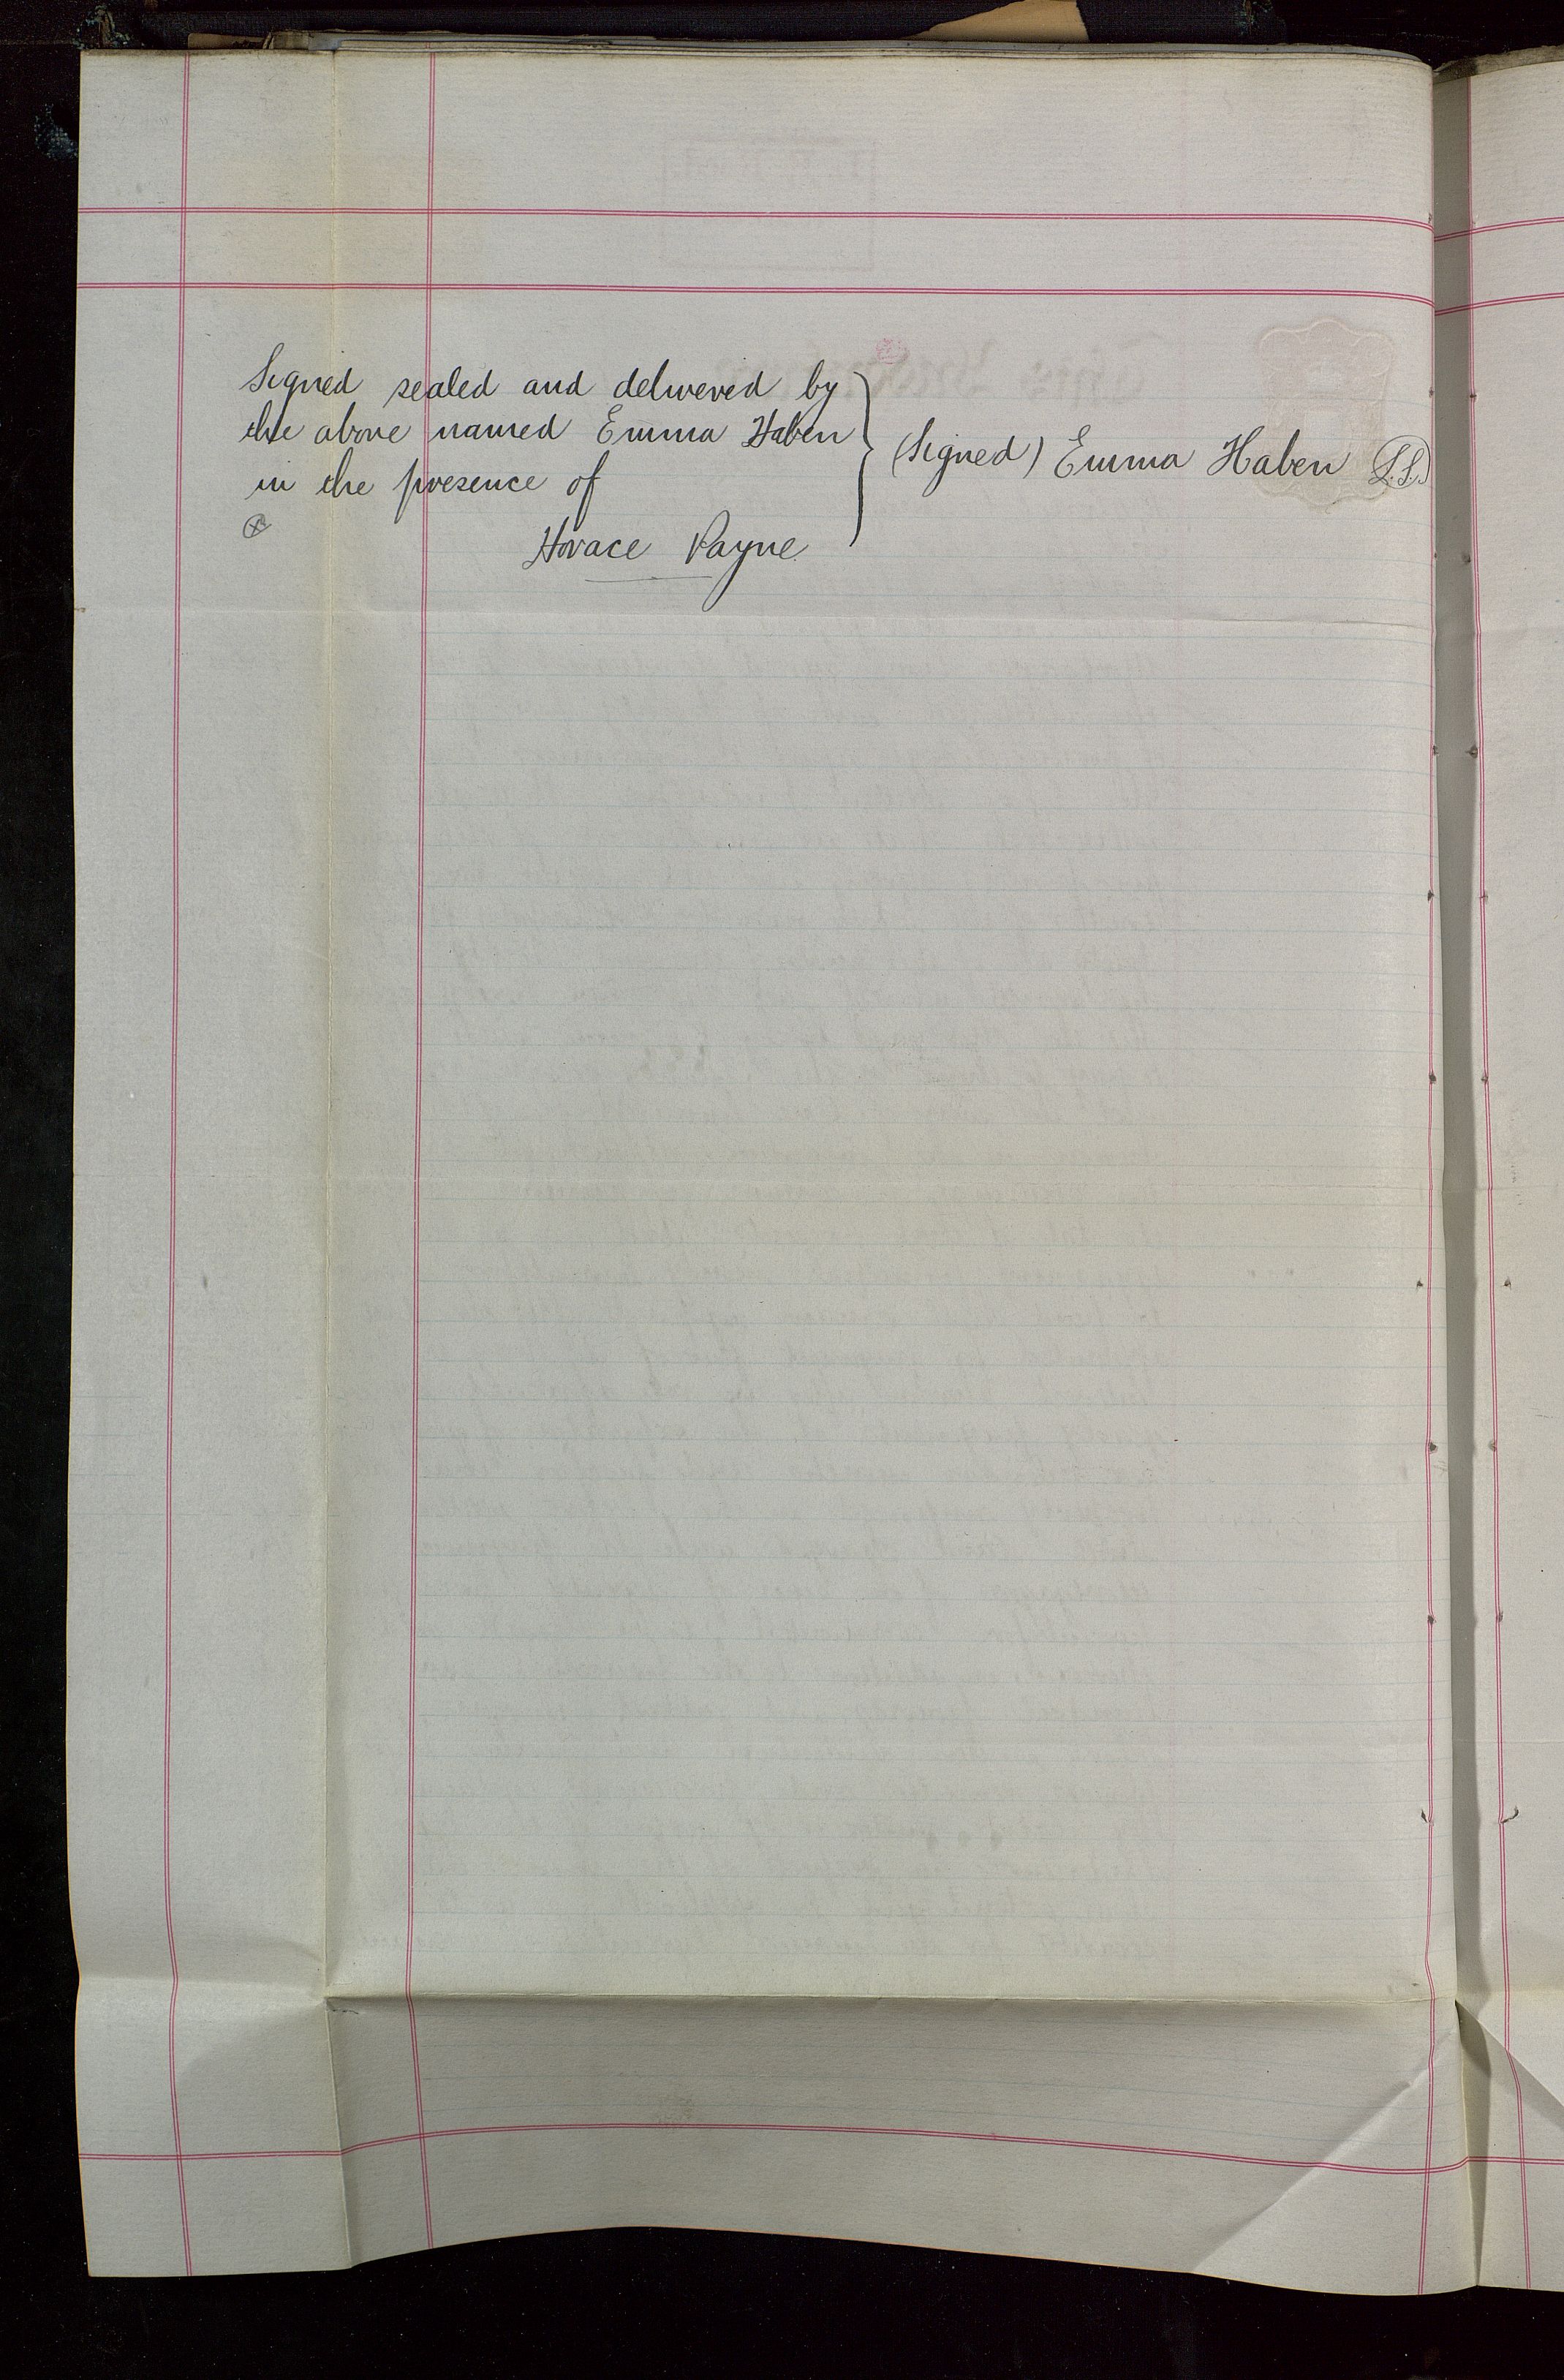 Signed sealed and delivered by
the above named Emma Haben
in the presence of
(Signed) Emma Haben L.S.
Horace Payne